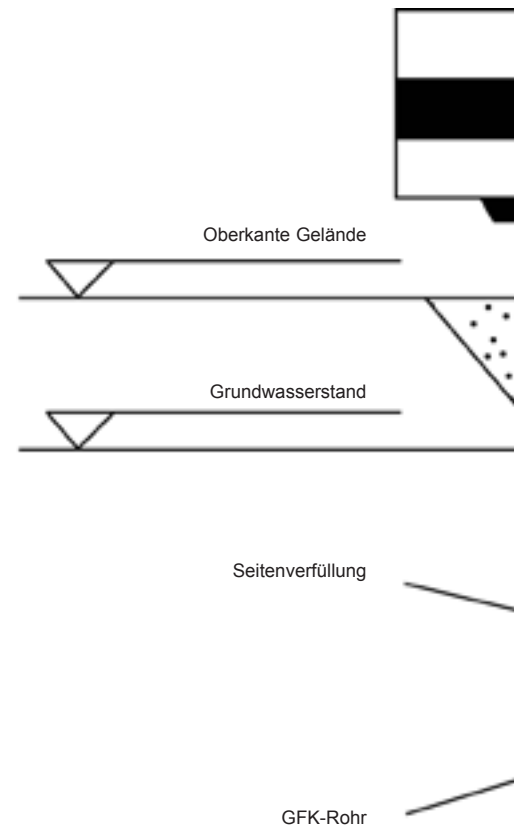 Oberkante Gelände
Grundwasserstand
Seitenverfüllung
GFK-Rohr